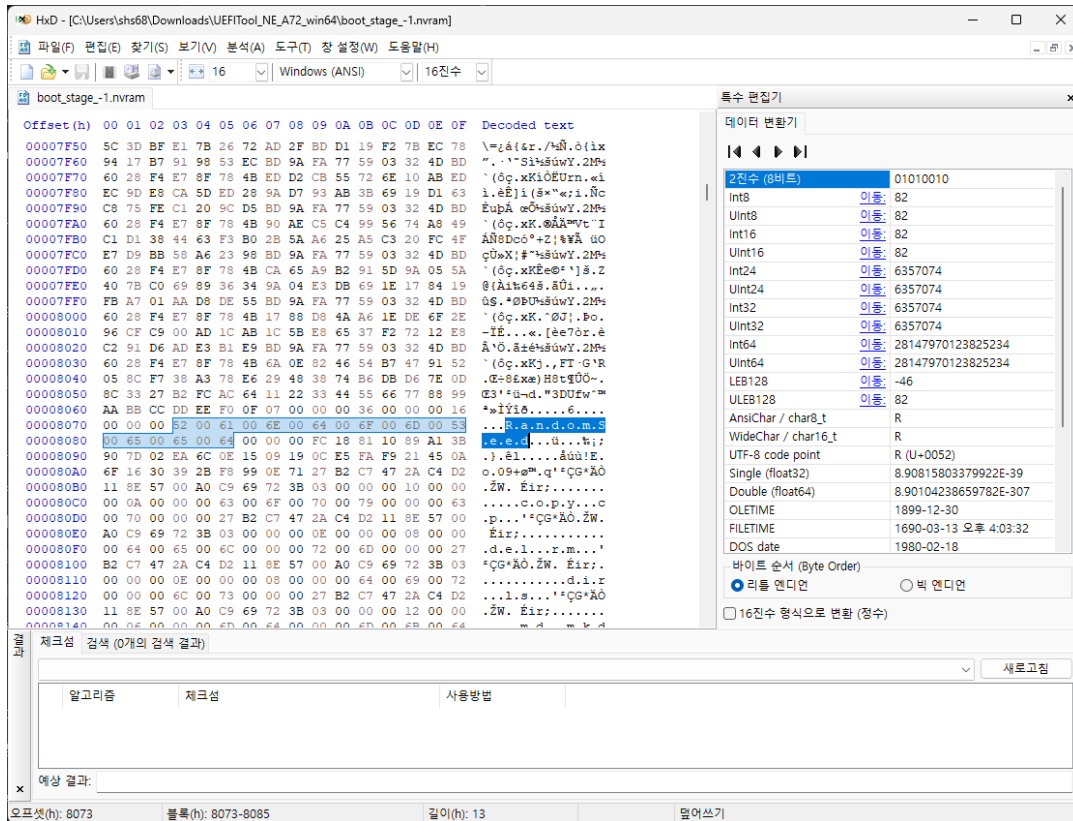 HxD - [C:\Users\shs68\Downloads\UEFITool_NE_A72_win64\boot_stage_-1.nvram]
파일(F) 편집(E) 찾기(S) 보기(V) 분석(A) 도구(T) 창 설정(W) 도움말(H)
16 Windows (ANSI) 16진수
boot_stage_-1.nvram
Offset(h) 00 01 02 03 04 05 06 07 08 09 0A 0B 0C 0D 0E 0F Decoded text
00007F50 5C 3D BF E1 7B 26 72 AD 2F BD D1 19 F2 7B EC 78
00007F60 94 17 B7 91 98 53 EC BD 9A FA 77 59 03 32 4D BD
00007F70 60 28 F4 E7 8F 78 4B ED D2 CB 55 72 6E 10 AB ED
00007F80 EC 9D E8 CA 5D ED 28 9A D7 93 AB 3B 69 19 D1 63
00007F90 C8 75 FE C1 20 9C D5 BD 9A FA 77 59 03 32 4D BD
00007FA0 60 28 F4 E7 8F 78 4B 90 AE C5 C4 99 56 74 A8 49
00007FB0 C1 D1 38 44 63 F3 B0 2B 5A A6 25 A5 C3 20 FC 4F
00007FC0 E7 D9 BB 58 A6 23 98 BD 9A FA 77 59 03 32 4D BD
00007FD0 60 28 F4 E7 8F 78 4B CA 65 A9 B2 91 5D 9A 05 5A
00007FE0 40 7B C0 69 89 36 34 9A 04 E3 DB 69 1E 17 84 19
00007FF0 FB A7 01 AA D8 DE 55 BD 9A FA 77 59 03 32 4D BD
00008000 60 28 F4 E7 8F 78 4B 17 88 D8 4A A6 1E DE 6F 2E
00008010 96 CF C9 00 AD 1C AB 1C 5B E8 65 37 F2 72 12 E8
00008020 C2 91 D6 AD E3 B1 E9 BD 9A FA 77 59 03 32 4D BD
00008030 60 28 F4 E7 8F 78 4B 6A 0E 82 46 54 B7 47 91 52
00008040 05 8C F7 38 A3 78 E6 29 48 38 74 B6 DB D6 7E 0D
00008050 8C 33 27 B2 FC AC 64 11 22 33 44 55 66 77 88 99
00008060 AA BB CC DD EE F0 0F 07 00 00 00 36 00 00 00 16
00008070 00 00 00 52 00 61 00 6E 00 64 00 6F 00 6D 00 53 ...R.a.n.d.o.m.S
00008080 00 65 00 65 00 64 00 00 00 FC 18 81 10 89 A1 3B .e.e.d...ü...‰¡;
00008090 90 7D 02 EA 6C 0E 15 09 19 0C E5 FA F9 21 45 0A .}.êl.....åúù!E.
000080A0 6F 16 30 39 2B F8 99 0E 71 27 B2 C7 47 2A C4 D2 o.09+ø™.q'²ÇG*ÄÒ
000080B0 11 8E 57 00 A0 C9 69 72 3B 03 00 00 00 10 00 00 .ŽW. Éir;.......
000080C0 00 0A 00 00 00 63 00 6F 00 70 00 79 00 00 00 63 .....c.o.p.y...c
000080D0 00 70 00 00 00 27 B2 C7 47 2A C4 D2 11 8E 57 00 .p...'²ÇG*ÄÒ.ŽW.
000080E0 A0 C9 69 72 3B 03 00 00 00 0E 00 00 00 08 00 00 Éir;...........
000080F0 00 64 00 65 00 6C 00 00 00 72 00 6D 00 00 00 27 .d.e.l...r.m...'
00008100 B2 C7 47 2A C4 D2 11 8E 57 00 A0 C9 69 72 3B 03 ²ÇG*ÄÒ.ŽW. Éir;.
00008110 00 00 00 0E 00 00 00 08 00 00 00 64 00 69 00 72 ...........d.i.r
00008120 00 00 00 6C 00 73 00 00 00 27 B2 C7 47 2A C4 D2 ...l.s...'²ÇG*ÄÒ
00008130 11 8E 57 00 A0 C9 69 72 3B 03 00 00 00 12 00 00 .ŽW. Éir;.......
특수 편집기
데이터 변환기
2진수 (8비트) 01010010
Int8 이동: 82
UInt8 이동: 82
Int16 이동: 82
UInt16 이동: 82
Int24 이동: 6357074
UInt24 이동: 6357074
Int32 이동: 6357074
UInt32 이동: 6357074
Int64 이동: 28147970123825234
UInt64 이동: 28147970123825234
LEB128 이동: -46
ULEB128 이동: 82
AnsiChar / char8_t R
WideChar / char16_t R
UTF-8 code point R (U+0052)
Single (float32) 8.90815803379922E-39
Double (float64) 8.90104238659782E-307
OLETIME 1899-12-30
FILETIME 1690-03-13 오후 4:03:32
DOS date 1980-02-18
바이트 순서 (Byte Order)
리틀 엔디언 빅 엔디언
16진수 형식으로 변환 (정수)
결과
체크섬 검색 (0개의 검색 결과)
새로고침
알고리즘 체크섬 사용방법
예상 결과:
오프셋(h): 8073 블록(h): 8073-8085 길이(h): 13 덮어쓰기